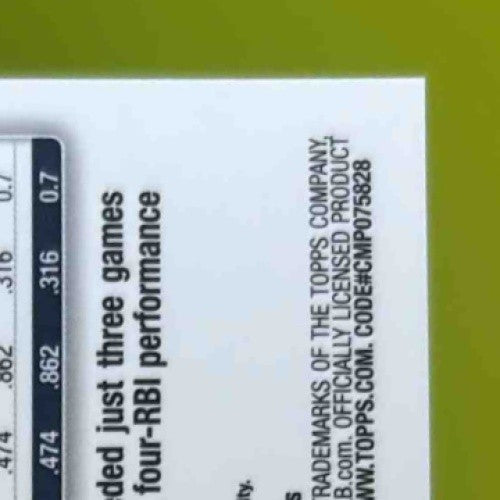 .474 .862 .316 0.7
.474 .862 .316 0.7
ded just three games
four-RBI performance
ity.
s
TRADEMARKS OF THE TOPPS COMPANY,
B.com. OFFICIALLY LICENSED PRODUCT
WW.TOPPS.COM. CODE#CMP075828